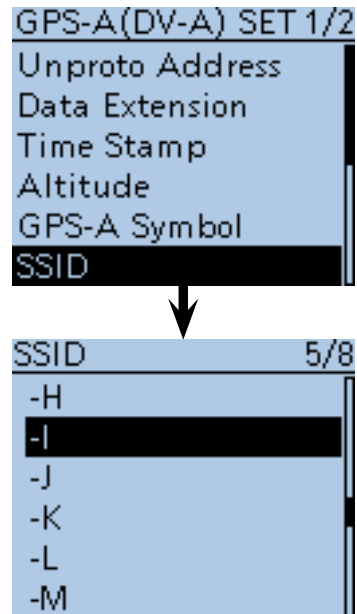 GPS-A(DV-A) SET 1/2
Unproto Address
Data Extension
Time Stamp
Altitude
GPS-A Symbol
SSID
SSID 5/8
-H
-I
-J
-K
-L
-M